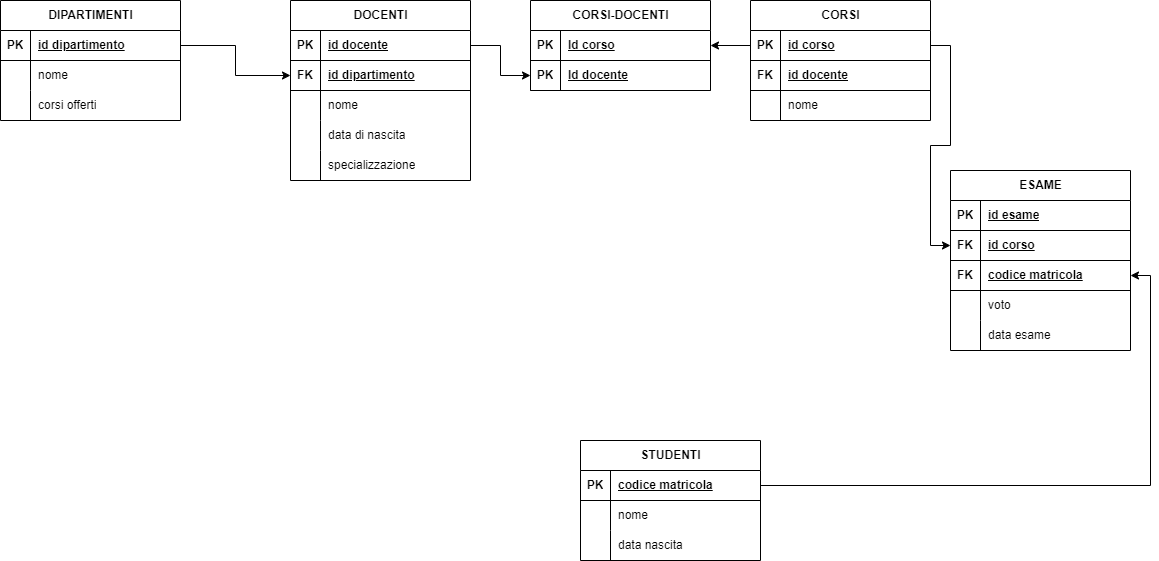 DIPARTIMENTI
PK id dipartimento
nome
corsi offerti
DOCENTI
PK id docente
FK id dipartimento
nome
data di nascita
specializzazione
CORSI-DOCENTI
PK Id corso
PK Id docente
CORSI
PK id corso
FK id docente
nome
ESAME
PK id esame
FK id corso
FK codice matricola
voto
data esame
STUDENTI
PK codice matricola
nome
data nascita